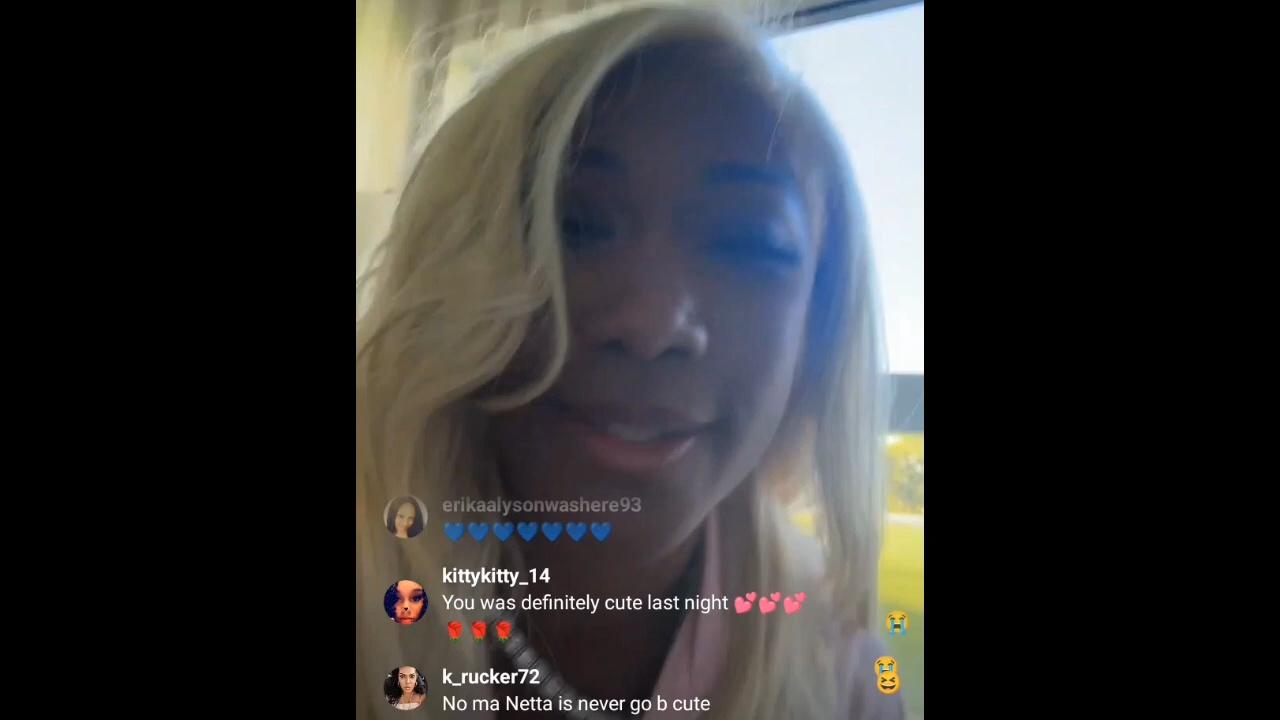 erikaalysonwashere93
💙💙💙💙💙💙💙
kittykitty_14
You was definitely cute last night 💕💕💕
🌹🌹🌹
k_rucker72
No ma Netta is never go b cute